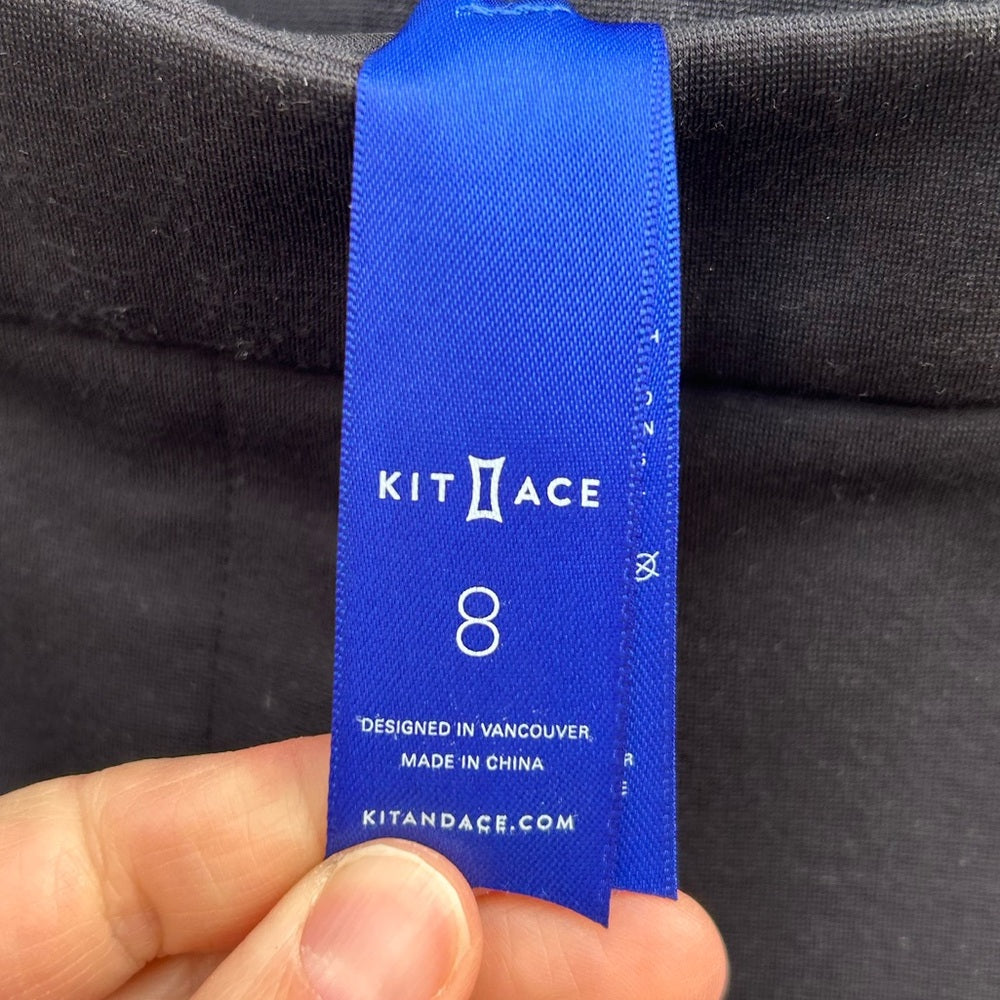 KIT ACE
8
DESIGNED IN VANCOUVER
MADE IN CHINA
KITANDACE.COM